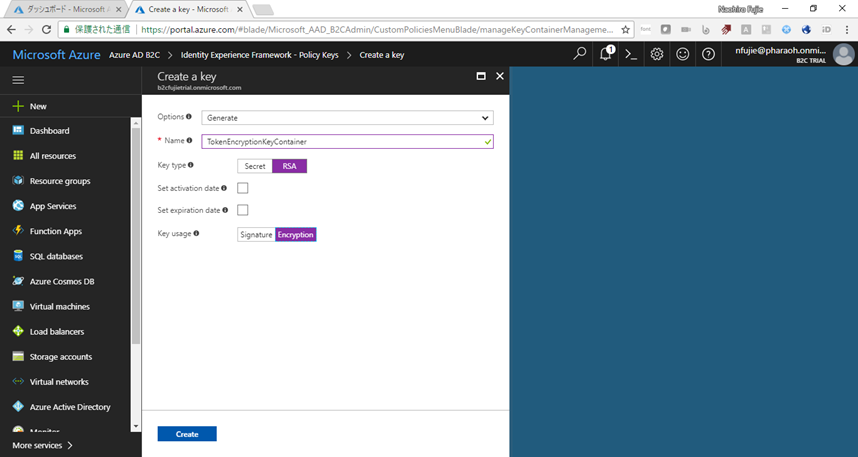 ダッシュボード - Microsoft A
Create a key - Microsoft
Naohiro Fujie
保護された通信
https://portal.azure.com/#blade/Microsoft_AAD_B2CAdmin/CustomPoliciesMenuBlade/manageKeyContainerManageme...
Microsoft Azure Azure AD B2C > Identity Experience Framework - Policy Keys > Create a key
1
nfujie@pharaoh.onmi...
B2C TRIAL
New
Dashboard
All resources
Resource groups
App Services
Function Apps
SQL databases
Azure Cosmos DB
Virtual machines
Load balancers
Storage accounts
Virtual networks
Azure Active Directory
Monitor
More services >
Create a key
b2cfujietrial.onmicrosoft.com
Options Generate
* Name TokenEncryptionKeyContainer
Key type Secret RSA
Set activation date
Set expiration date
Key usage Signature Encryption
Create